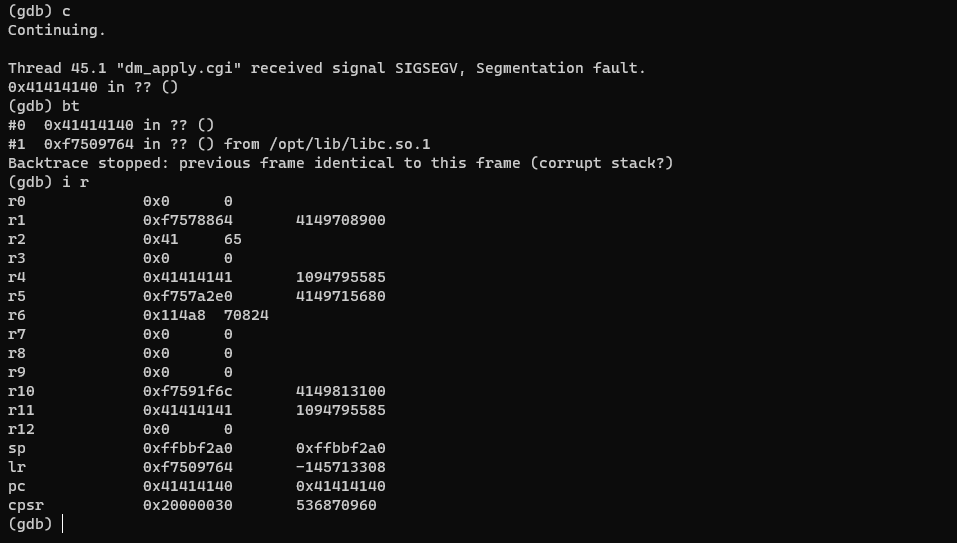 (gdb) c
Continuing.

Thread 45.1 "dm_apply.cgi" received signal SIGSEGV, Segmentation fault.
0x41414140 in ?? ()
(gdb) bt
#0  0x41414140 in ?? ()
#1  0xf7509764 in ?? () from /opt/lib/libc.so.1
Backtrace stopped: previous frame identical to this frame (corrupt stack?)
(gdb) i r
r0             0x0      0
r1             0xf7578864       4149708900
r2             0x41     65
r3             0x0      0
r4             0x41414141       1094795585
r5             0xf757a2e0       4149715680
r6             0x114a8  70824
r7             0x0      0
r8             0x0      0
r9             0x0      0
r10            0xf7591f6c       4149813100
r11            0x41414141       1094795585
r12            0x0      0
sp             0xffbbf2a0       0xffbbf2a0
lr             0xf7509764       -145713308
pc             0x41414140       0x41414140
cpsr           0x20000030       536870960
(gdb)